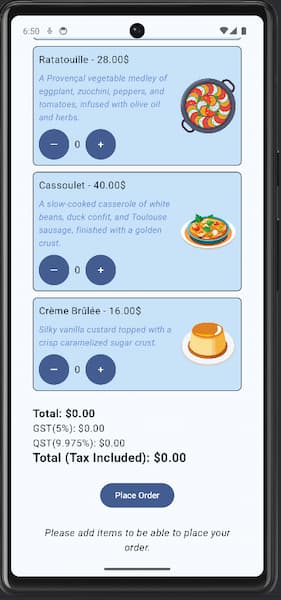 6:50
Ratatouille - 28.00$
A Provençal vegetable medley of
eggplant, zucchini, peppers, and
tomatoes, infused with olive oil
and herbs.
– 0 +
Cassoulet - 40.00$
A slow-cooked casserole of white
beans, duck confit, and Toulouse
sausage, finished with a golden
crust.
– 0 +
Crème Brûlée - 16.00$
Silky vanilla custard topped with a
crisp caramelized sugar crust.
– 0 +
Total: $0.00
GST(5%): $0.00
QST(9.975%): $0.00
Total (Tax Included): $0.00
Place Order
Please add items to be able to place your
order.